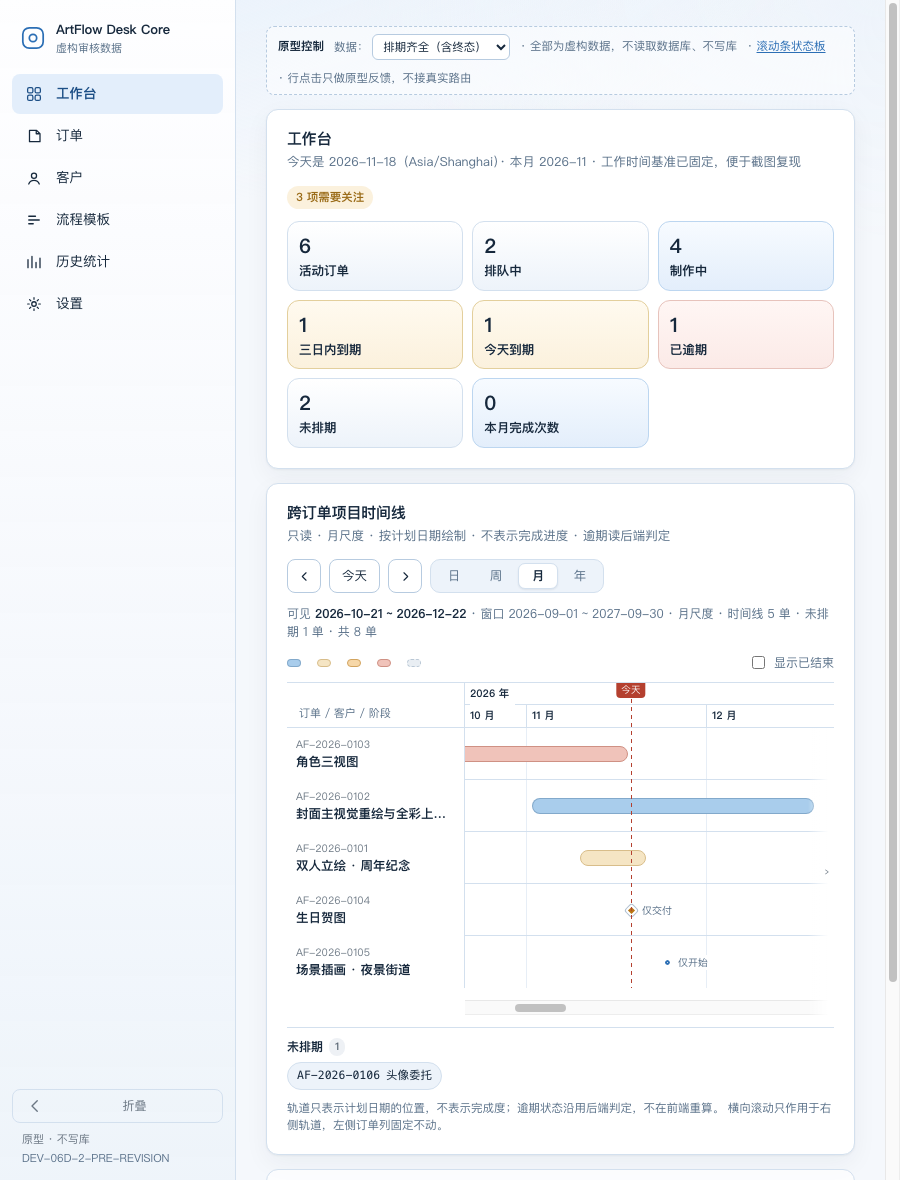 ArtFlow Desk Core
虚构审核数据
工作台
订单
客户
流程模板
历史统计
设置
折叠
原型 · 不写库
DEV-06D-2-PRE-REVISION
原型控制 数据： 排期齐全（含终态） · 全部为虚构数据，不读取数据库、不写库 · 滚动条状态板
· 行点击只做原型反馈，不接真实路由
工作台
今天是 2026-11-18（Asia/Shanghai）· 本月 2026-11 · 工作时间基准已固定，便于截图复现
3 项需要关注
6
活动订单
2
排队中
4
制作中
1
三日内到期
1
今天到期
1
已逾期
2
未排期
0
本月完成次数
跨订单项目时间线
只读 · 月尺度 · 按计划日期绘制 · 不表示完成进度 · 逾期读后端判定
今天
日 周 月 年
可见 2026-10-21 ~ 2026-12-22 · 窗口 2026-09-01 ~ 2027-09-30 · 月尺度 · 时间线 5 单 · 未排
期 1 单 · 共 8 单
显示已结束
订单 / 客户 / 阶段
2026 年
今天
10 月 11 月 12 月
AF-2026-0103
角色三视图
AF-2026-0102
封面主视觉重绘与全彩上…
AF-2026-0101
双人立绘 · 周年纪念
AF-2026-0104
生日贺图
仅交付
AF-2026-0105
场景插画 · 夜景街道
仅开始
未排期 1
AF-2026-0106 头像委托
轨道只表示计划日期的位置，不表示完成度；逾期状态沿用后端判定，不在前端重算。 横向滚动只作用于右
侧轨道，左侧订单列固定不动。